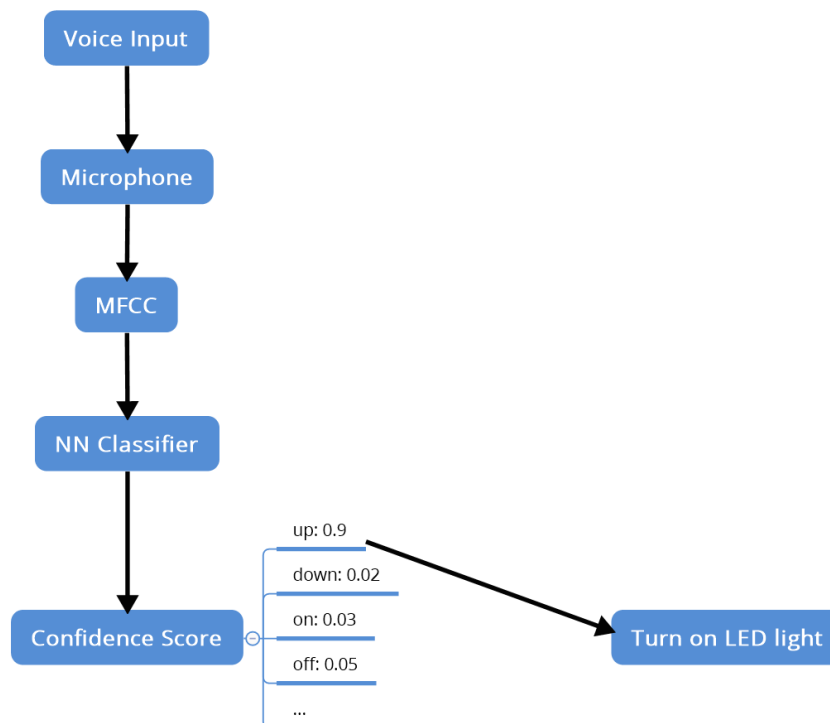 Voice Input
Microphone
MFCC
NN Classifier
Confidence Score
up: 0.9
down: 0.02
on: 0.03
off: 0.05
...
Turn on LED light